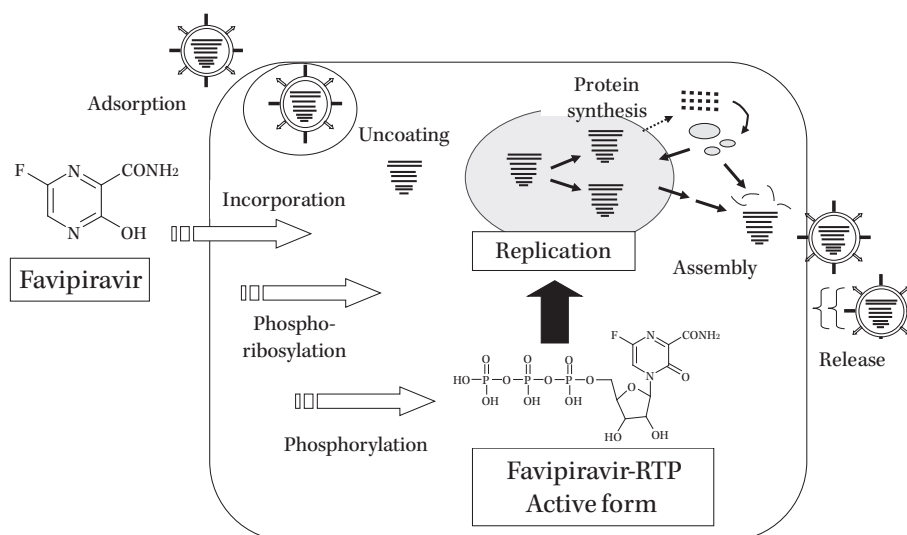 Adsorption
Uncoating
Protein
synthesis
F
N
CONH2
N
OH
Favipiravir
Incorporation
Replication
Assembly
Release
Phospho-
ribosylation
Phosphorylation
F
N
CONH2
N
O
O
O
O
HO-P-O-P-O-P-O
OH
OH
OH
O
HO
OH
Favipiravir-RTP
Active form